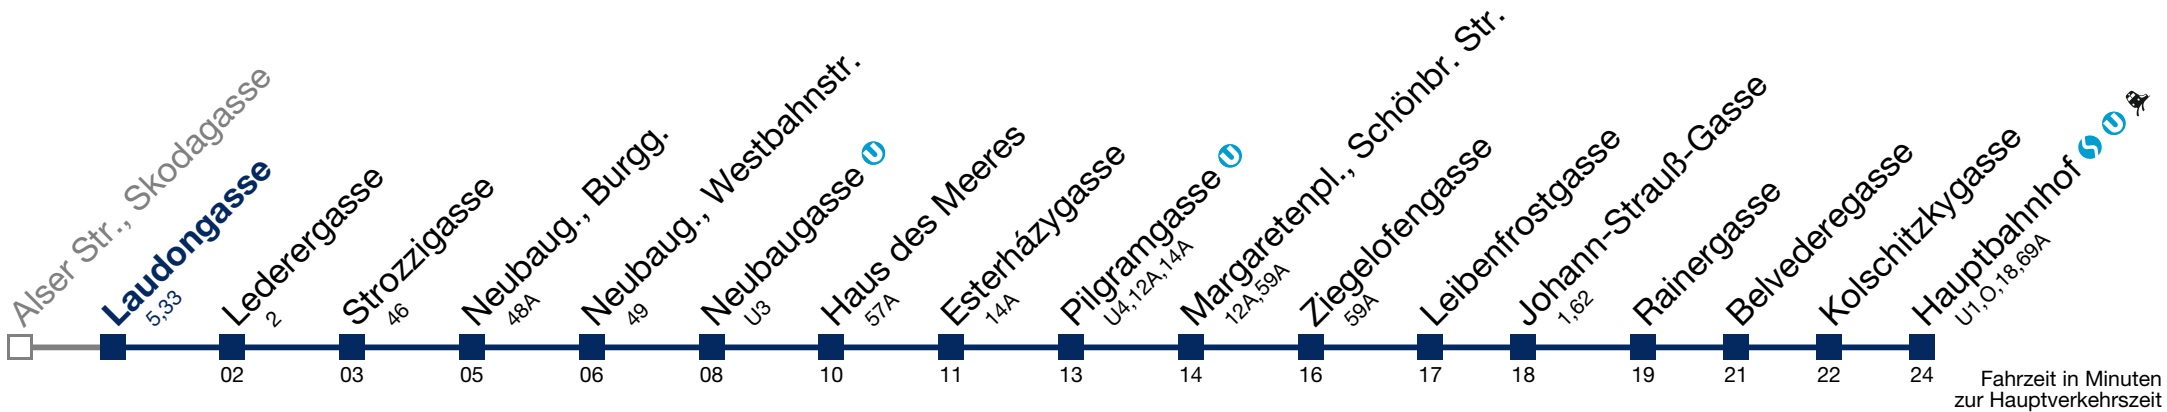 Alser Str., Skodagasse
Laudongasse
5,33
Lederergasse
2
02
Strozzigasse
46
03
Neubaug., Burgg.
48A
05
Neubaug., Westbahnstr.
49
06
Neubaugasse U
U3
08
Haus des Meeres
57A
10
Esterházygasse
14A
11
Pilgramgasse U
U4,12A,14A
13
Margaretenpl., Schönbr. Str.
12A,59A
14
Ziegelofengasse
59A
16
Leibenfrostgasse
17
Johann-Strauß-Gasse
1,62
18
Rainergasse
19
Belvederegasse
21
Kolschitzkygasse
22
Hauptbahnhof S U
U1,O,18,69A
24
Fahrzeit in Minuten
zur Hauptverkehrszeit